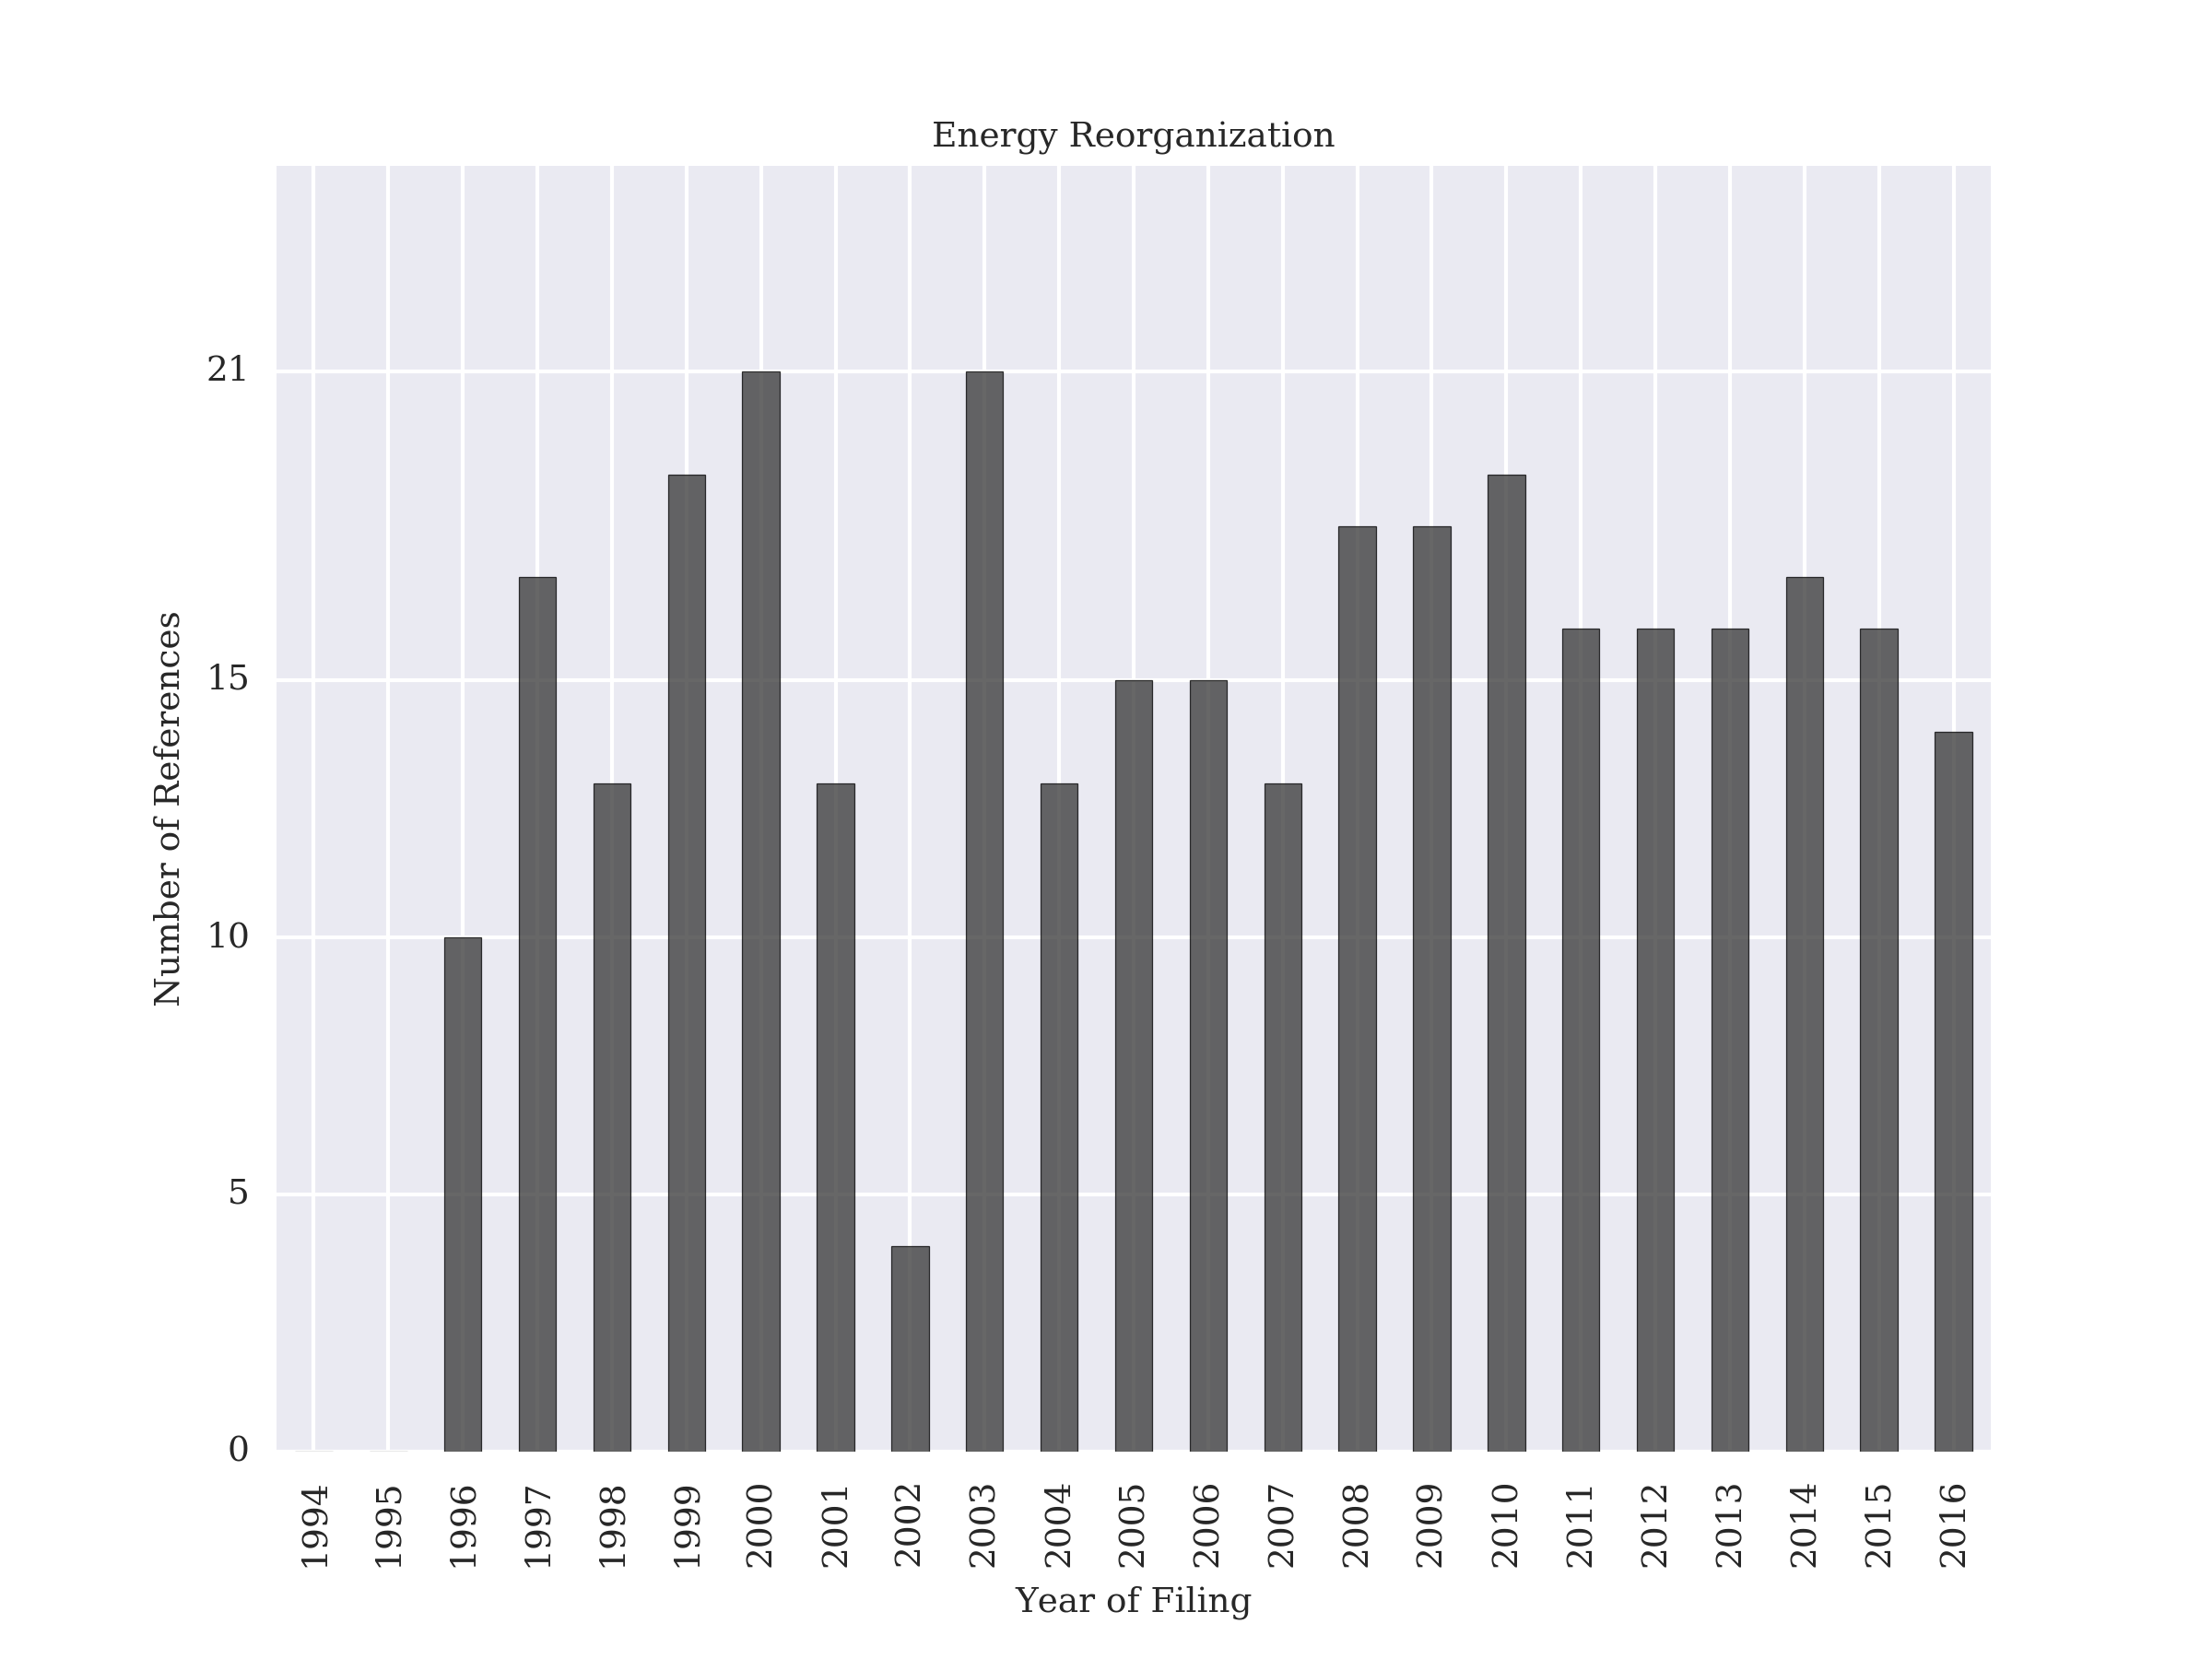 Energy Reorganization
Number of References
21
15
10
5
0
1994 1995 1996 1997 1998 1999 2000 2001 2002 2003 2004 2005 2006 2007 2008 2009 2010 2011 2012 2013 2014 2015 2016
Year of Filing